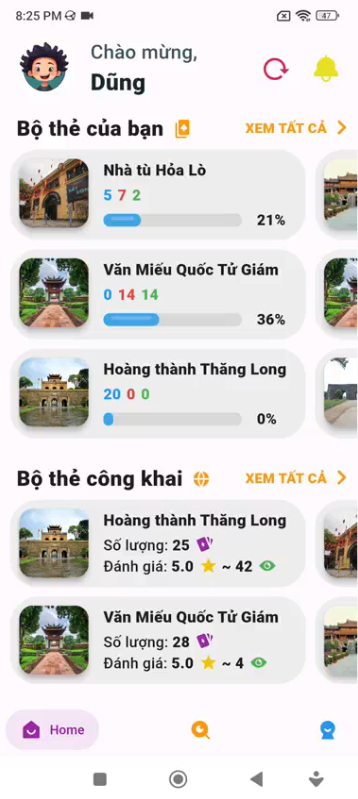 8:25 PM
47
Chào mừng,
Dũng
Bộ thẻ của bạn XEM TẤT CẢ
Nhà tù Hỏa Lò
5 7 2
21%
Văn Miếu Quốc Tử Giám
0 14 14
36%
Hoàng thành Thăng Long
20 0 0
0%
Bộ thẻ công khai XEM TẤT CẢ
Hoàng thành Thăng Long
Số lượng: 25
Đánh giá: 5.0 ~ 42
Văn Miếu Quốc Tử Giám
Số lượng: 28
Đánh giá: 5.0 ~ 4
Home